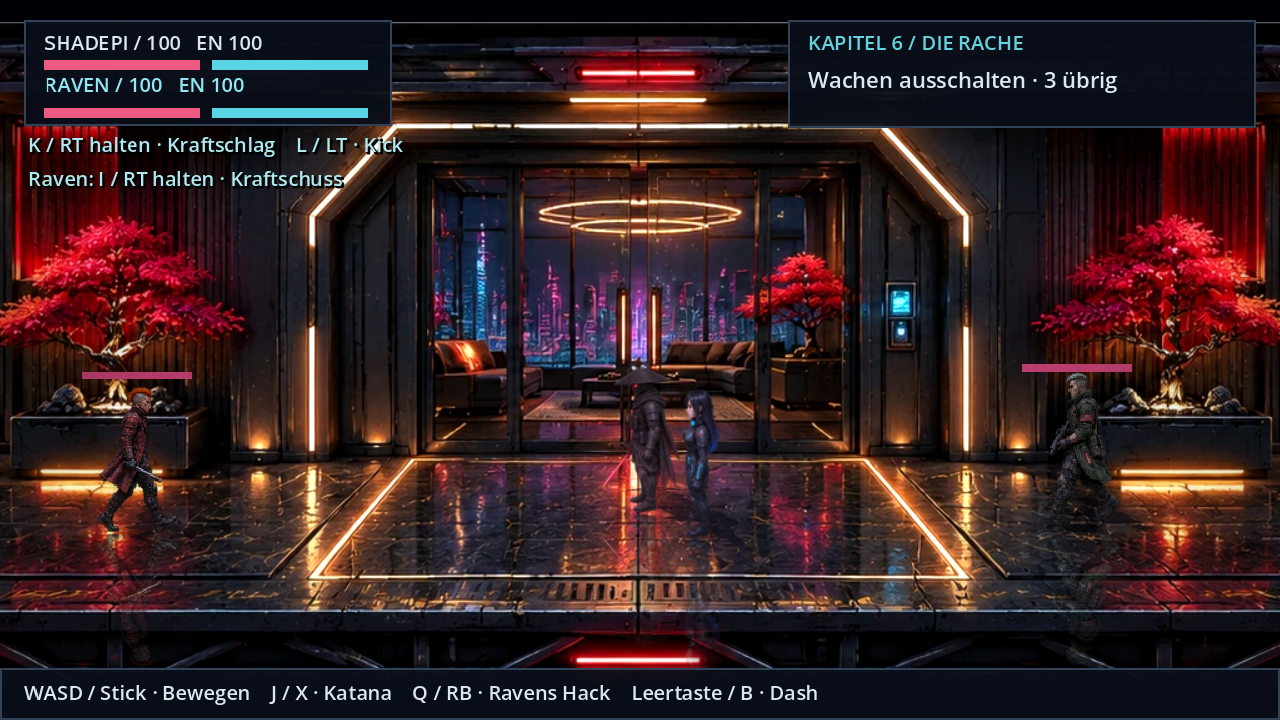 SHADEPI / 100 EN 100
RAVEN / 100 EN 100
K / RT halten · Kraftschlag L / LT · Kick
Raven: I / RT halten · Kraftschuss
KAPITEL 6 / DIE RACHE
Wachen ausschalten · 3 übrig
WASD / Stick · Bewegen J / X · Katana Q / RB · Ravens Hack Leertaste / B · Dash